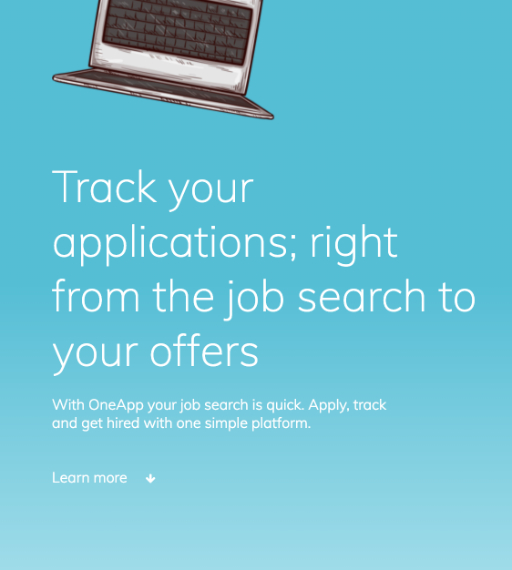 Track your
applications; right
from the job search to
your offers
With OneApp your job search is quick. Apply, track
and get hired with one simple platform.
Learn more